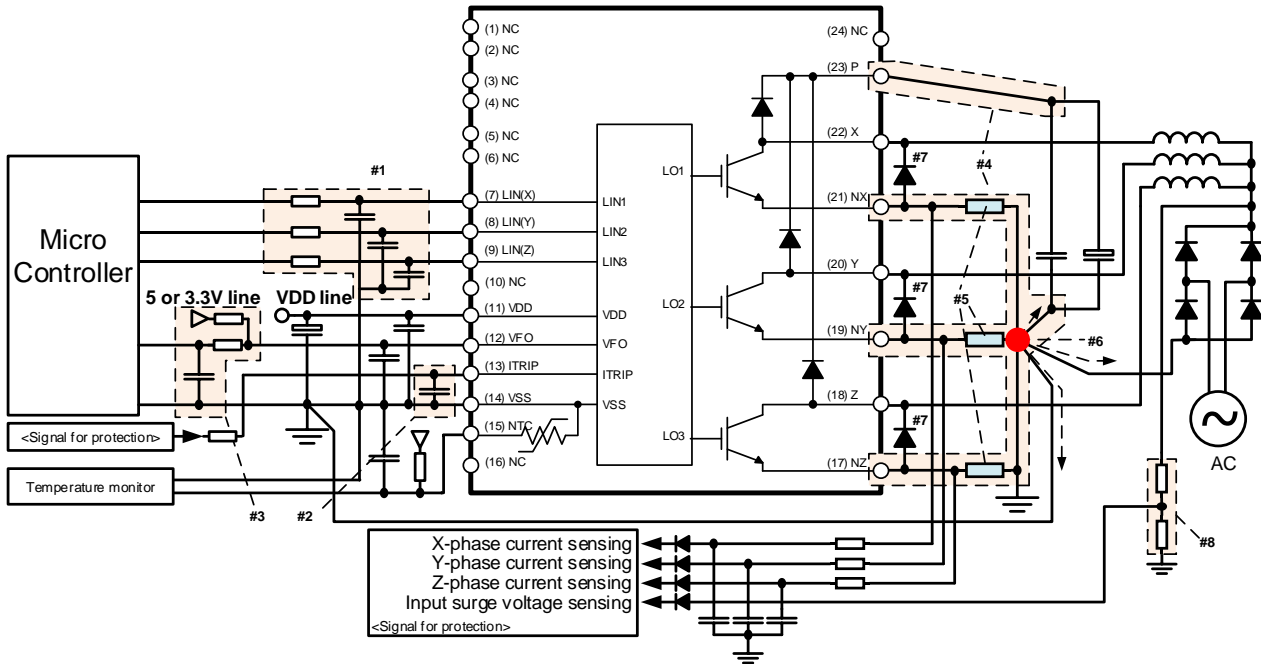 (1) NC
(2) NC
(3) NC
(4) NC
(5) NC
(6) NC
(7) LIN(X)
(8) LIN(Y)
(9) LIN(Z)
(10) NC
(11) VDD
(12) VFO
(13) ITRIP
(14) VSS
(15) NTC
(16) NC
LIN1
LIN2
LIN3
VDD
VFO
ITRIP
VSS
LO1
LO2
LO3
(24) NC
(23) P
(22) X
(21) NX
(20) Y
(19) NY
(18) Z
(17) NZ
Micro
Controller
5 or 3.3V line
VDD line
<Signal for protection>
Temperature monitor
#1
#2
#3
#4
#5
#6
#7
#7
#7
#8
AC
X-phase current sensing
Y-phase current sensing
Z-phase current sensing
Input surge voltage sensing
<Signal for protection>